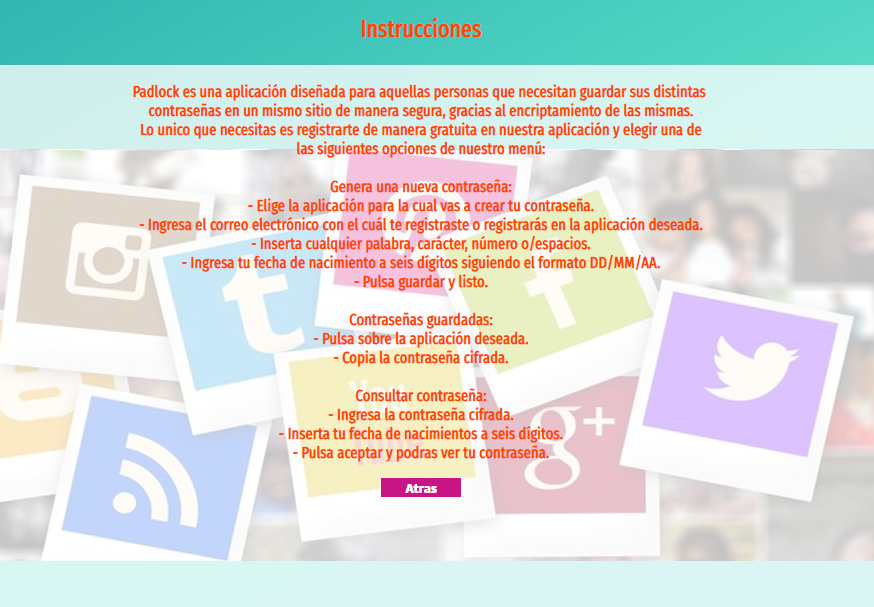 Instrucciones
Padlock es una aplicación diseñada para aquellas personas que necesitan guardar sus distintas
contraseñas en un mismo sitio de manera segura, gracias al encriptamiento de las mismas.
Lo unico que necesitas es registrarte de manera gratuita en nuestra aplicación y elegir una de
las siguientes opciones de nuestro menú:
Genera una nueva contraseña:
- Elige la aplicación para la cual vas a crear tu contraseña.
- Ingresa el correo electrónico con el cuál te registraste o registrarás en la aplicación deseada.
- Inserta cualquier palabra, carácter, número o/espacios.
- Ingresa tu fecha de nacimiento a seis dígitos siguiendo el formato DD/MM/AA.
- Pulsa guardar y listo.
Contraseñas guardadas:
- Pulsa sobre la aplicación deseada.
- Copia la contraseña cifrada.
Consultar contraseña:
- Ingresa la contraseña cifrada.
- Inserta tu fecha de nacimientos a seis dígitos.
- Pulsa aceptar y podras ver tu contraseña.
Atras
t
f
You
g+